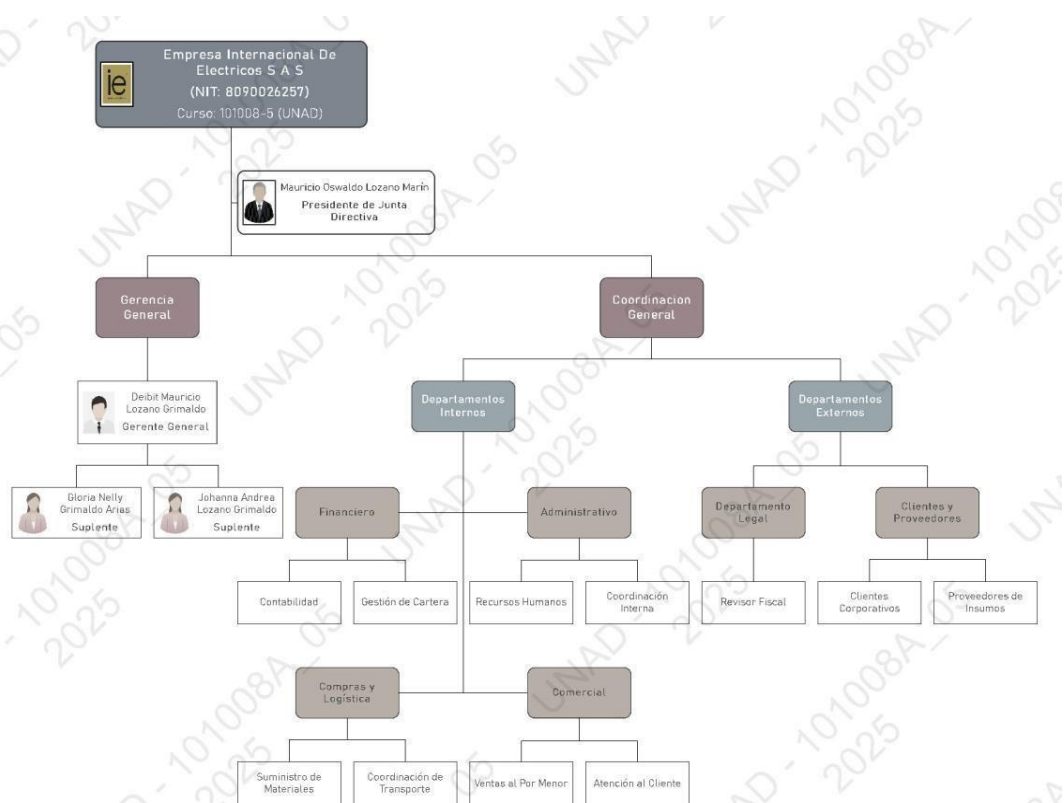 Empresa Internacional De
Electricos S A S
(NIT: 8090026257)
Curso: 101008-5 (UNAD)
ie
Mauricio Oswaldo Lozano Marín
Presidente de Junta
Directiva
Gerencia
General
Coordinacion
General
Deibit Mauricio
Lozano Grimaldo
Gerente General
Departamentos
Internos
Departamentos
Externos
Gloria Nelly
Grimaldo Arias
Suplente
Johanna Andrea
Lozano Grimaldo
Suplente
Financiero
Administrativo
Departamento
Legal
Clientes y
Proveedores
Contabilidad
Gestión de Cartera
Recursos Humanos
Coordinación
Interna
Revisor Fiscal
Clientes
Corporativos
Proveedores de
Insumos
Compras y
Logística
Comercial
Suministro de
Materiales
Coordinación de
Transporte
Ventas al Por Menor
Atención al Cliente
UNAD - 101008A_05
2025